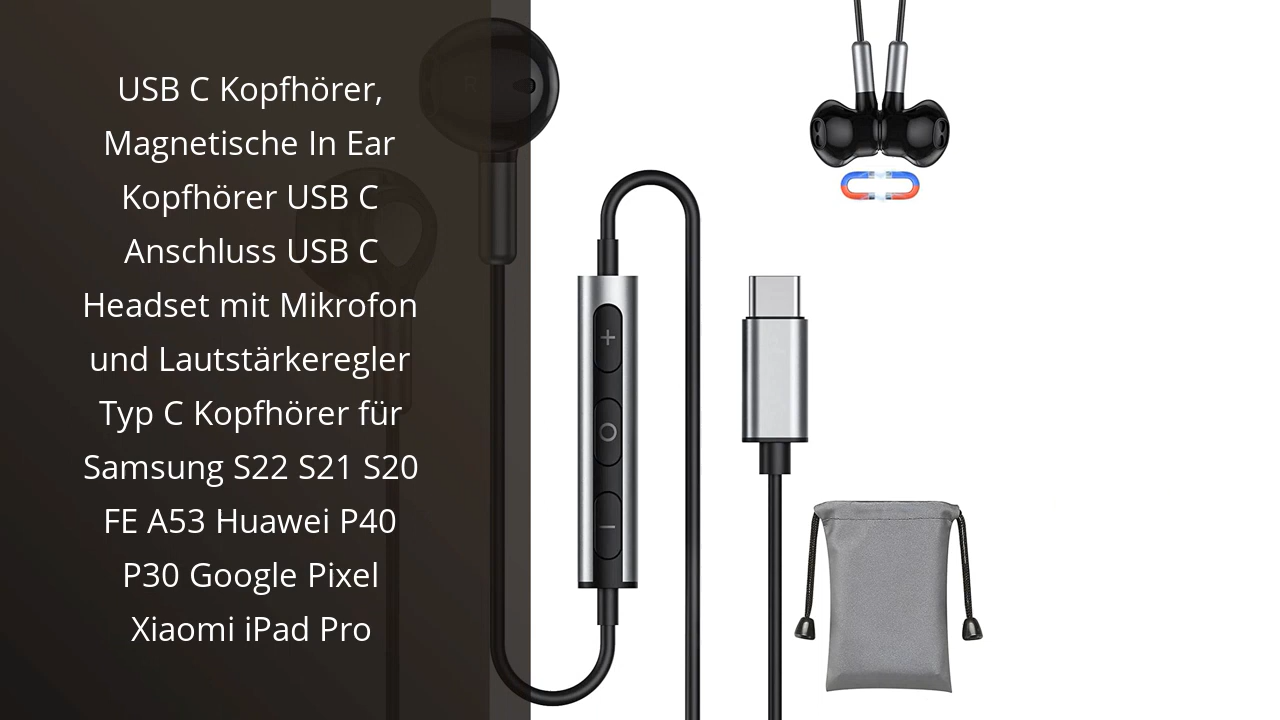 USB C Kopfhörer,
Magnetische In Ear
Kopfhörer USB C
Anschluss USB C
Headset mit Mikrofon
und Lautstärkeregler
Typ C Kopfhörer für
Samsung S22 S21 S20
FE A53 Huawei P40
P30 Google Pixel
Xiaomi iPad Pro